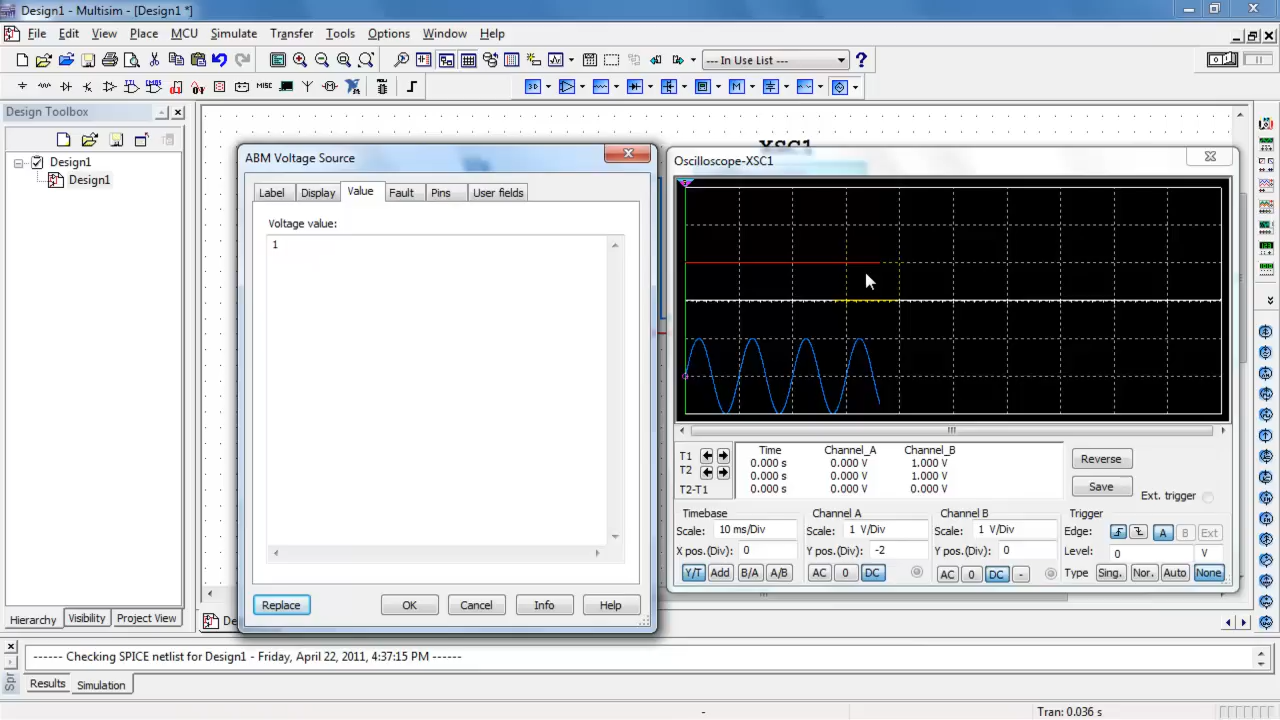 Design1 - Multisim - [Design1 *]
File Edit View Place MCU Simulate Transfer Tools Reports Options Window Help
--- In Use List ---
MISC
Design Toolbox
Design1
Design1
Hierarchy Visibility Project View
XSC1
ABM Voltage Source
Label Display Value Fault Pins User fields
Voltage value:
1
Replace OK Cancel Info Help
Oscilloscope-XSC1
Time Channel_A Channel_B
T1 0.000 s 0.000 V 1.000 V
T2 0.000 s 0.000 V 1.000 V
T2-T1 0.000 s 0.000 V 0.000 V
Reverse
Save
Ext. trigger
Timebase
Scale: 10 ms/Div
X pos.(Div): 0
Y/T Add B/A A/B
Channel A
Scale: 1 V/Div
Y pos.(Div): -2
AC 0 DC
Channel B
Scale: 1 V/Div
Y pos.(Div): 0
AC 0 DC -
Trigger
Edge: A B Ext
Level: 0 V
Type Sing. Nor. Auto None
De
------ Checking SPICE netlist for Design1 - Friday, April 22, 2011, 4:37:15 PM ------
Spr
Results Simulation
- Tran: 0.036 s